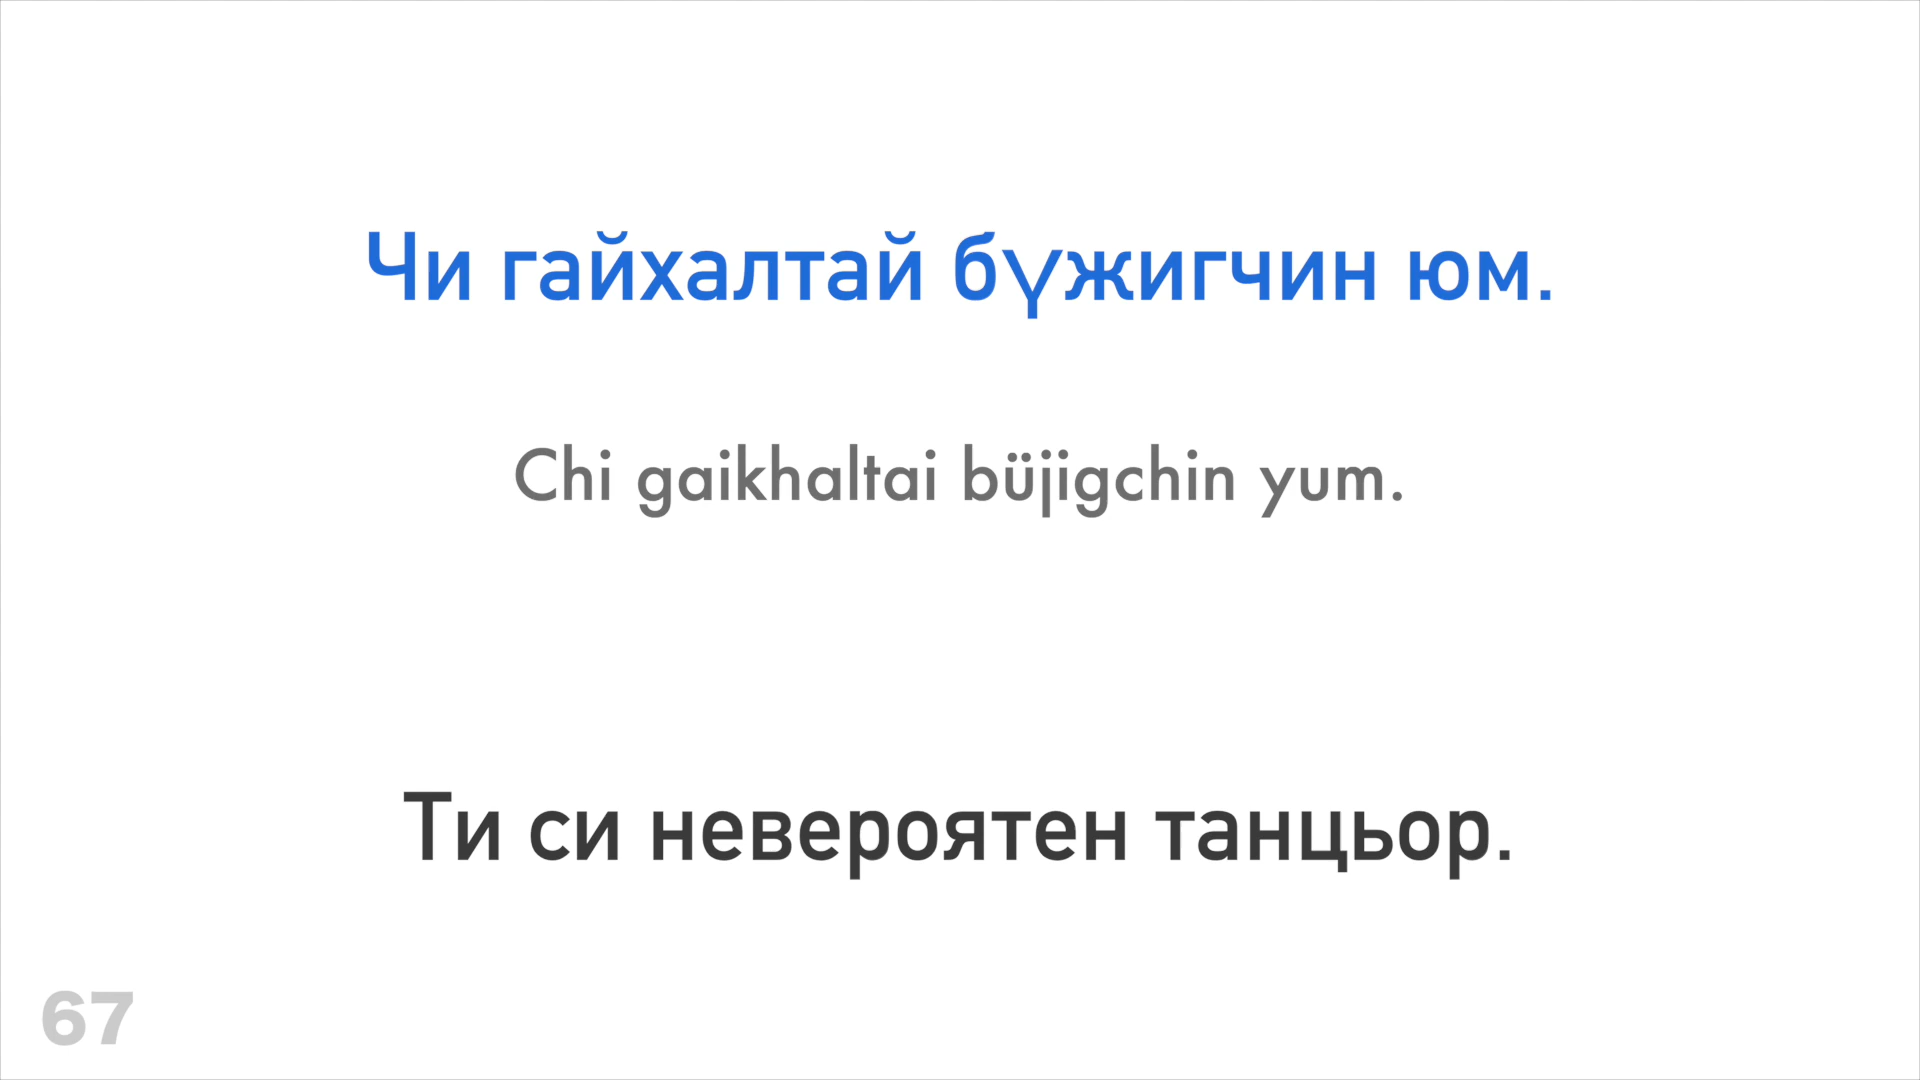 Чи гайхалтай бүжигчин юм.
Chi gaikhaltai büjigchin yum.
Ти си невероятен танцьор.
67